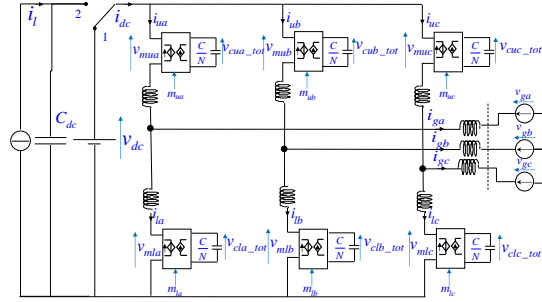 i_l 2 i_dc i_ua i_ub i_uc
1
v_mua C/N v_cua_tot v_mub C/N v_cub_tot v_muc C/N v_cuc_tot
m_ua m_ub m_uc
v_ga
i_ga
C_dc v_dc i_gb v_gb
i_gc v_gc
i_la i_lb i_lc
v_mla C/N v_cla_tot v_mlb C/N v_clb_tot v_mlc C/N v_clc_tot
m_la m_lb m_lc